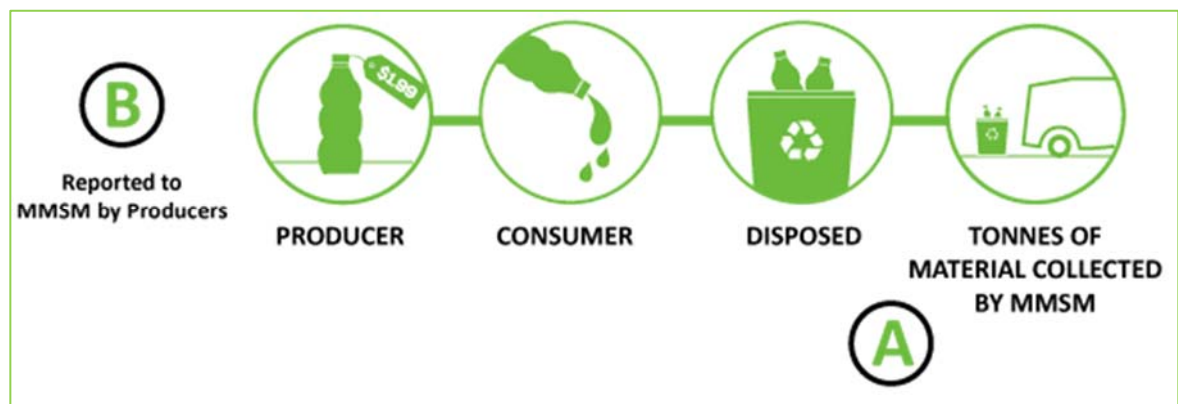 B
Reported to
MMSM by Producers
$1.99
PRODUCER
CONSUMER
DISPOSED
TONNES OF
MATERIAL COLLECTED
BY MMSM
A